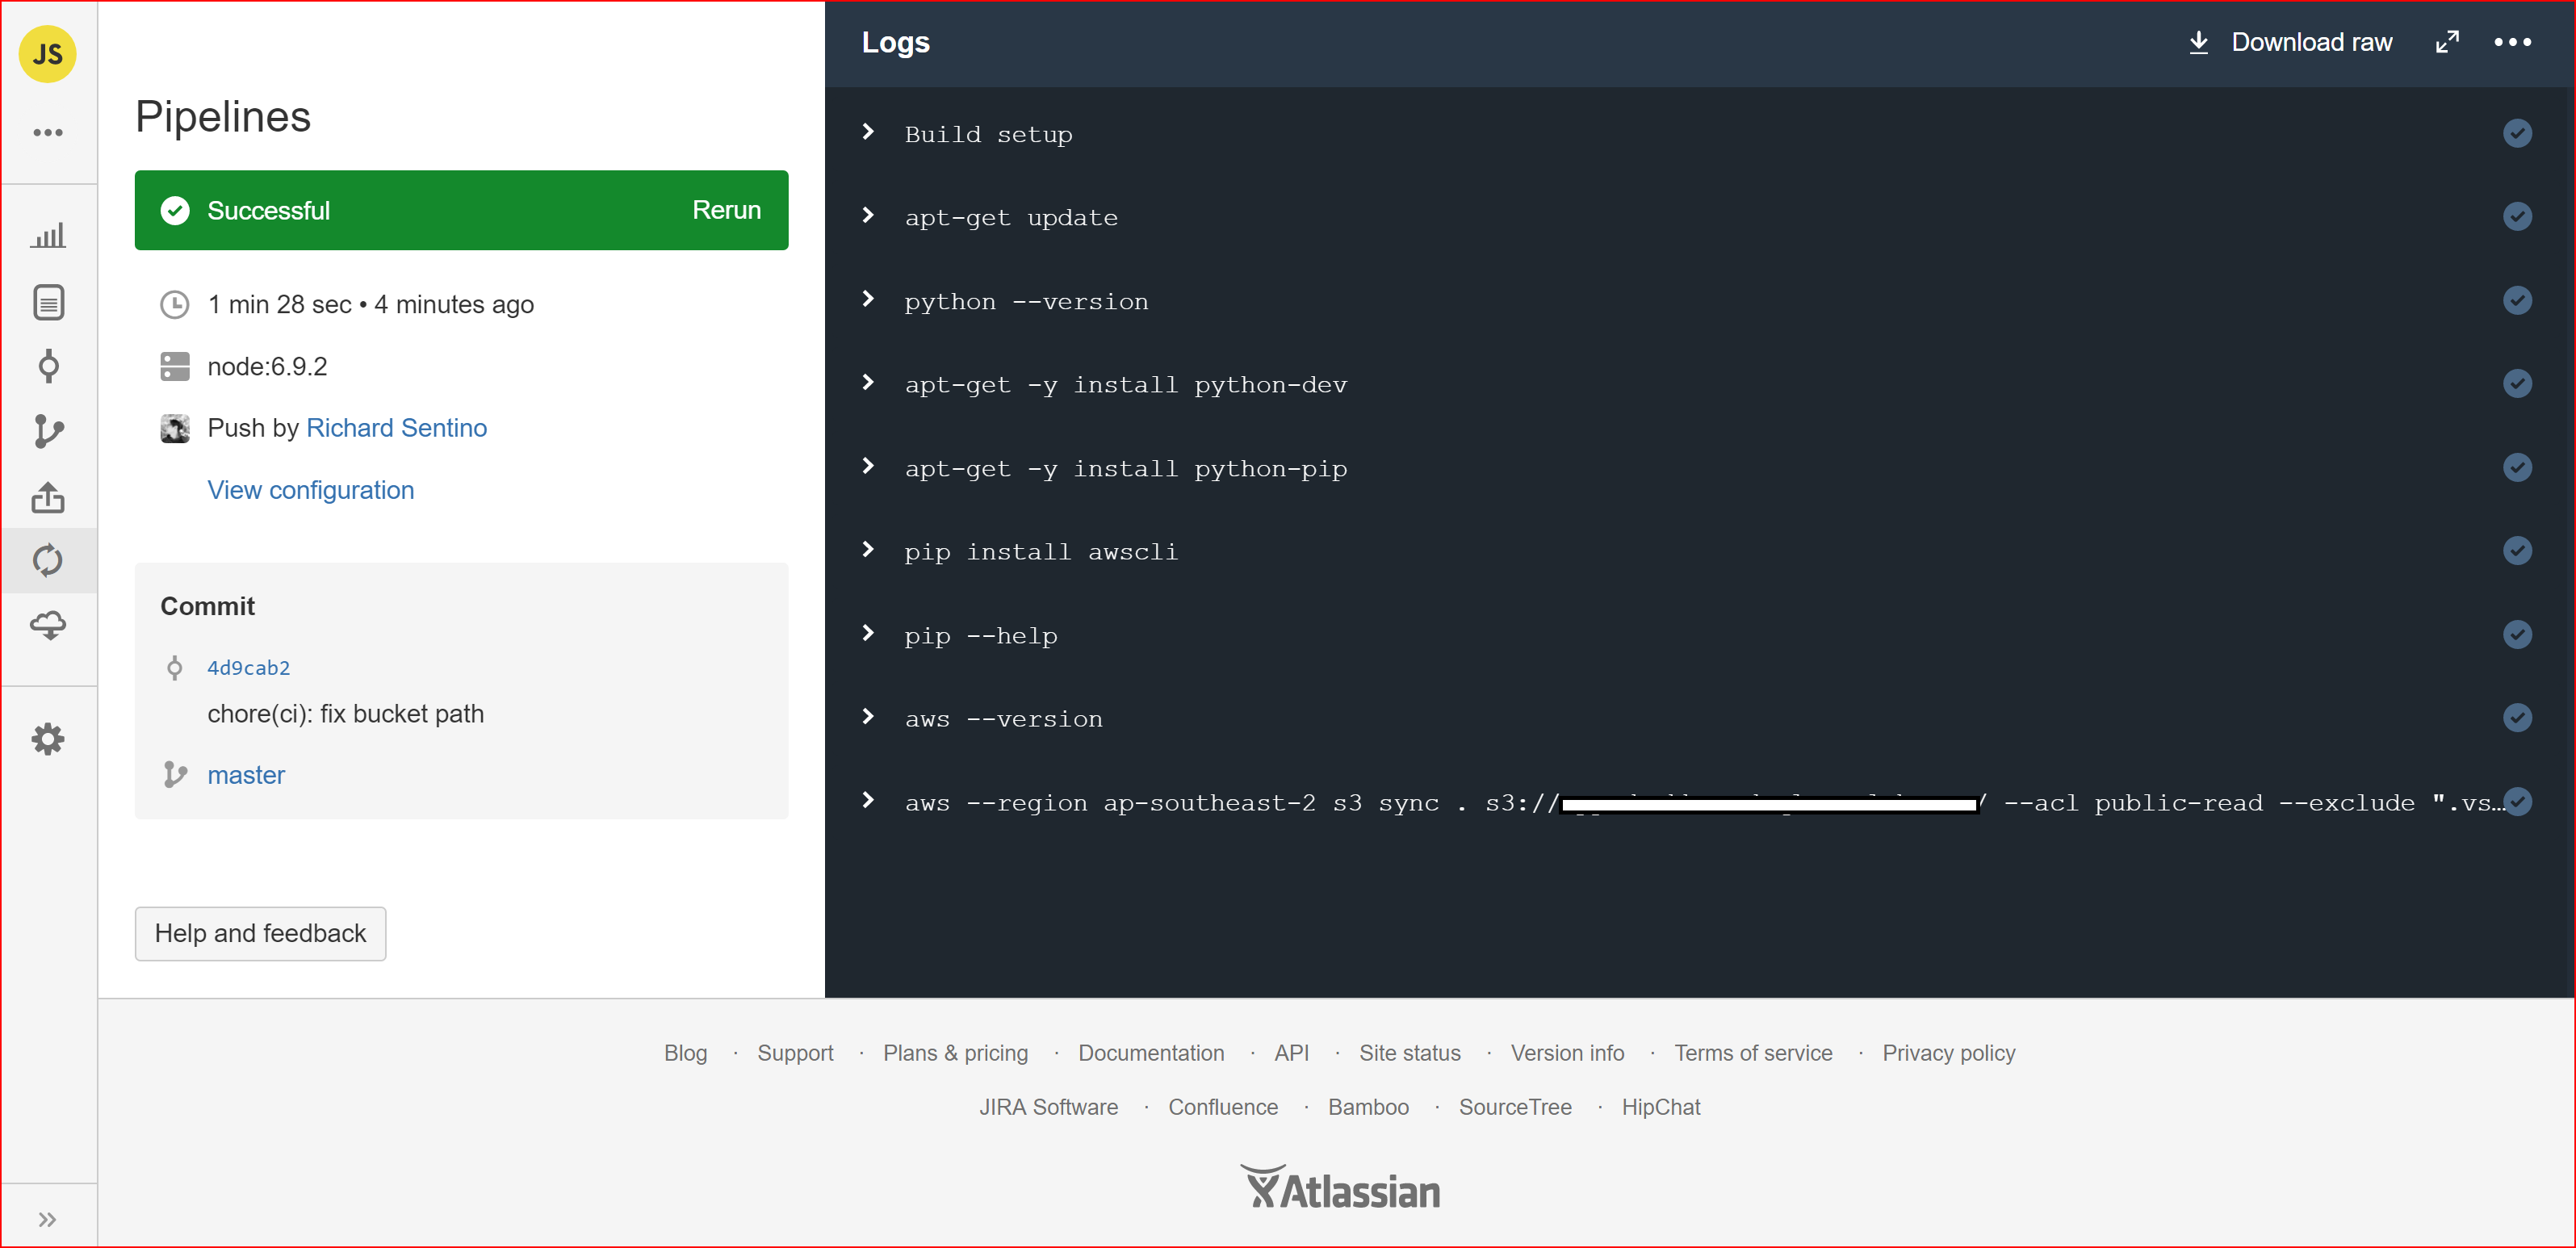 JS
Pipelines
Successful
Rerun
1 min 28 sec • 4 minutes ago
node:6.9.2
Push by Richard Sentino
View configuration
Commit
4d9cab2
chore(ci): fix bucket path
master
Help and feedback
Logs
Download raw
Build setup
apt-get update
python --version
apt-get -y install python-dev
apt-get -y install python-pip
pip install awscli
pip --help
aws --version
aws --region ap-southeast-2 s3 sync . s3:// / --acl public-read --exclude ".vs…
Blog · Support · Plans & pricing · Documentation · API · Site status · Version info · Terms of service · Privacy policy
JIRA Software · Confluence · Bamboo · SourceTree · HipChat
Atlassian